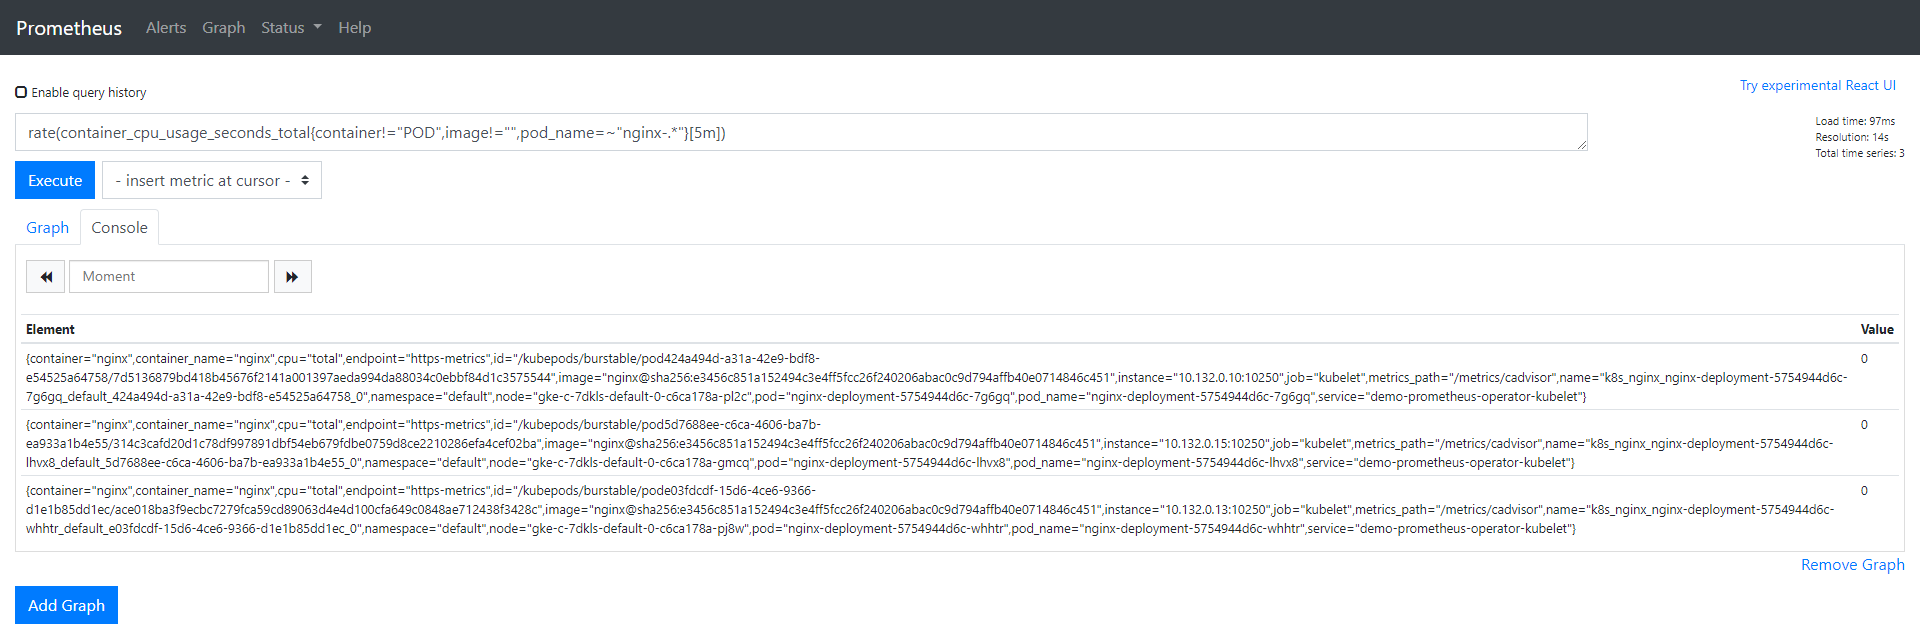 Prometheus Alerts Graph Status Help
Enable query history
Try experimental React UI
rate(container_cpu_usage_seconds_total{container!="POD",image!="",pod_name=~"nginx-.*"}[5m])
Load time: 97ms
Resolution: 14s
Total time series: 3
Execute
- insert metric at cursor -
Graph Console
Moment
Element Value
{container="nginx",container_name="nginx",cpu="total",endpoint="https-metrics",id="/kubepods/burstable/pod424a494d-a31a-42e9-bdf8- 0
e54525a64758/7d5136879bd418b45676f2141a001397aeda994da88034c0ebbf84d1c3575544",image="nginx@sha256:e3456c851a152494c3e4ff5fcc26f240206abac0c9d794affb40e0714846c451",instance="10.132.0.10:10250",job="kubelet",metrics_path="/metrics/cadvisor",name="k8s_nginx_nginx-deployment-5754944d6c-
7g6gq_default_424a494d-a31a-42e9-bdf8-e54525a64758_0",namespace="default",node="gke-c-7dkls-default-0-c6ca178a-pl2c",pod="nginx-deployment-5754944d6c-7g6gq",pod_name="nginx-deployment-5754944d6c-7g6gq",service="demo-prometheus-operator-kubelet"}
{container="nginx",container_name="nginx",cpu="total",endpoint="https-metrics",id="/kubepods/burstable/pod5d7688ee-c6ca-4606-ba7b- 0
ea933a1b4e55/314c3cafd20d1c78df997891dbf54eb679fdbe0759d8ce2210286efa4cef02ba",image="nginx@sha256:e3456c851a152494c3e4ff5fcc26f240206abac0c9d794affb40e0714846c451",instance="10.132.0.15:10250",job="kubelet",metrics_path="/metrics/cadvisor",name="k8s_nginx_nginx-deployment-5754944d6c-
lhvx8_default_5d7688ee-c6ca-4606-ba7b-ea933a1b4e55_0",namespace="default",node="gke-c-7dkls-default-0-c6ca178a-gmcq",pod="nginx-deployment-5754944d6c-lhvx8",pod_name="nginx-deployment-5754944d6c-lhvx8",service="demo-prometheus-operator-kubelet"}
{container="nginx",container_name="nginx",cpu="total",endpoint="https-metrics",id="/kubepods/burstable/pode03fdcdf-15d6-4ce6-9366- 0
d1e1b85dd1ec/ace018ba3f9ecbc7279fca59cd89063d4e4d100cfa649c0848ae712438f3428c",image="nginx@sha256:e3456c851a152494c3e4ff5fcc26f240206abac0c9d794affb40e0714846c451",instance="10.132.0.13:10250",job="kubelet",metrics_path="/metrics/cadvisor",name="k8s_nginx_nginx-deployment-5754944d6c-
whhtr_default_e03fdcdf-15d6-4ce6-9366-d1e1b85dd1ec_0",namespace="default",node="gke-c-7dkls-default-0-c6ca178a-pj8w",pod="nginx-deployment-5754944d6c-whhtr",pod_name="nginx-deployment-5754944d6c-whhtr",service="demo-prometheus-operator-kubelet"}
Remove Graph
Add Graph